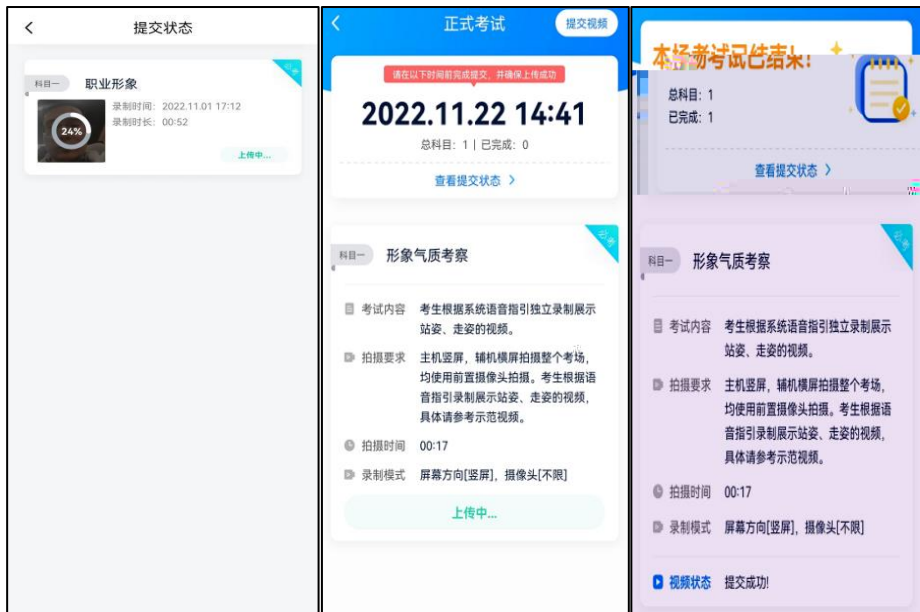 提交状态
科目一 职业形象
录制时间: 2022.11.01 17:12
录制时长: 00:52
24%
上传中...
正式考试
提交视频
请在以下时间前完成提交，并确保上传成功
2022.11.22 14:41
总科目: 1 | 已完成: 0
查看提交状态
科目一 形象气质考察
考试内容 考生根据系统语音指引独立录制展示
站姿、走姿的视频。
拍摄要求 主机竖屏，辅机横屏拍摄整个考场，
均使用前置摄像头拍摄。考生根据语
音指引录制展示站姿、走姿的视频，
具体请参考示范视频。
拍摄时间 00:17
录制模式 屏幕方向[竖屏]，摄像头[不限]
上传中...
本场考试已结束!
总科目: 1
已完成: 1
查看提交状态
科目一 形象气质考察
考试内容 考生根据系统语音指引独立录制展示
站姿、走姿的视频。
拍摄要求 主机竖屏，辅机横屏拍摄整个考场，
均使用前置摄像头拍摄。考生根据语
音指引录制展示站姿、走姿的视频，
具体请参考示范视频。
拍摄时间 00:17
录制模式 屏幕方向[竖屏]，摄像头[不限]
视频状态 提交成功!